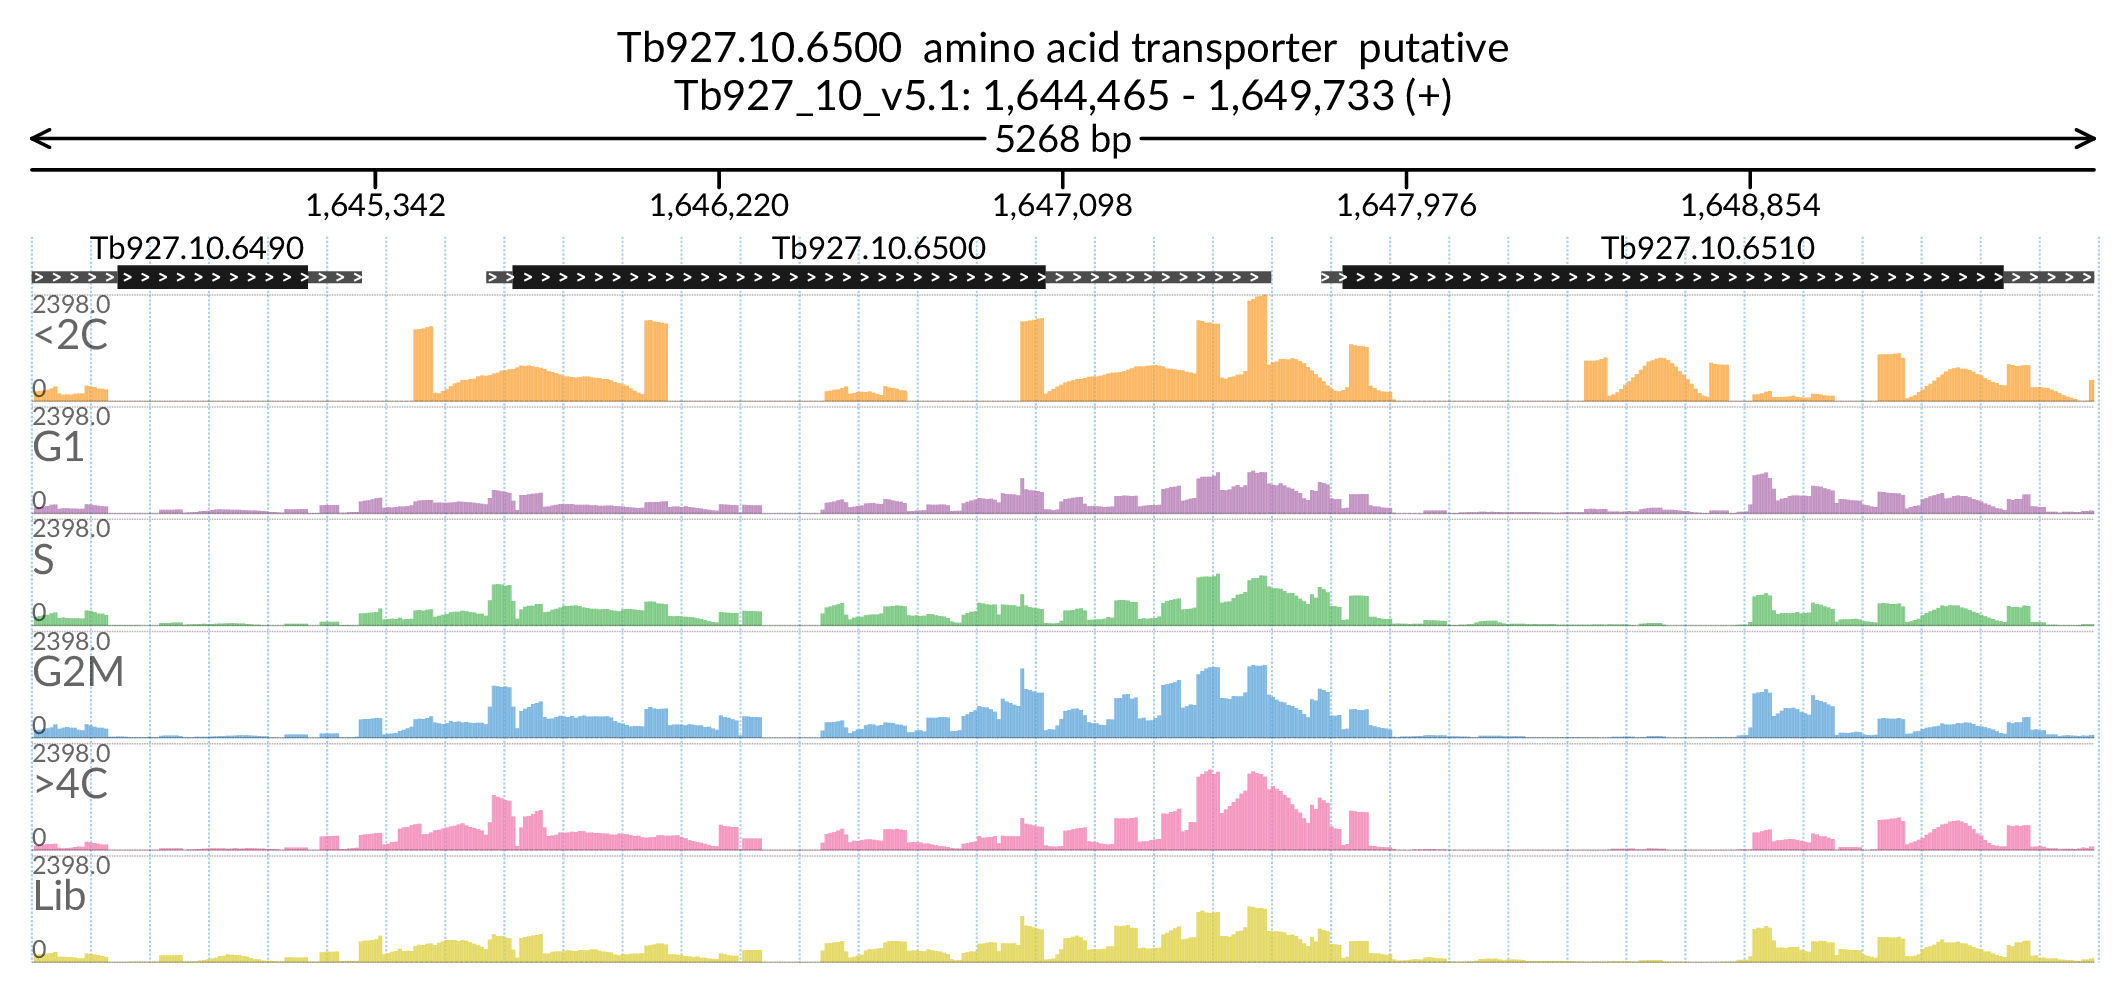 Tb927.10.6500  amino acid transporter  putative
Tb927_10_v5.1: 1,644,465 - 1,649,733 (+)
5268 bp
1,645,342 1,646,220 1,647,098 1,647,976 1,648,854
Tb927.10.6490 Tb927.10.6500 Tb927.10.6510
2398.0
<2C
0
2398.0
G1
0
2398.0
S
0
2398.0
G2M
0
2398.0
>4C
0
2398.0
Lib
0